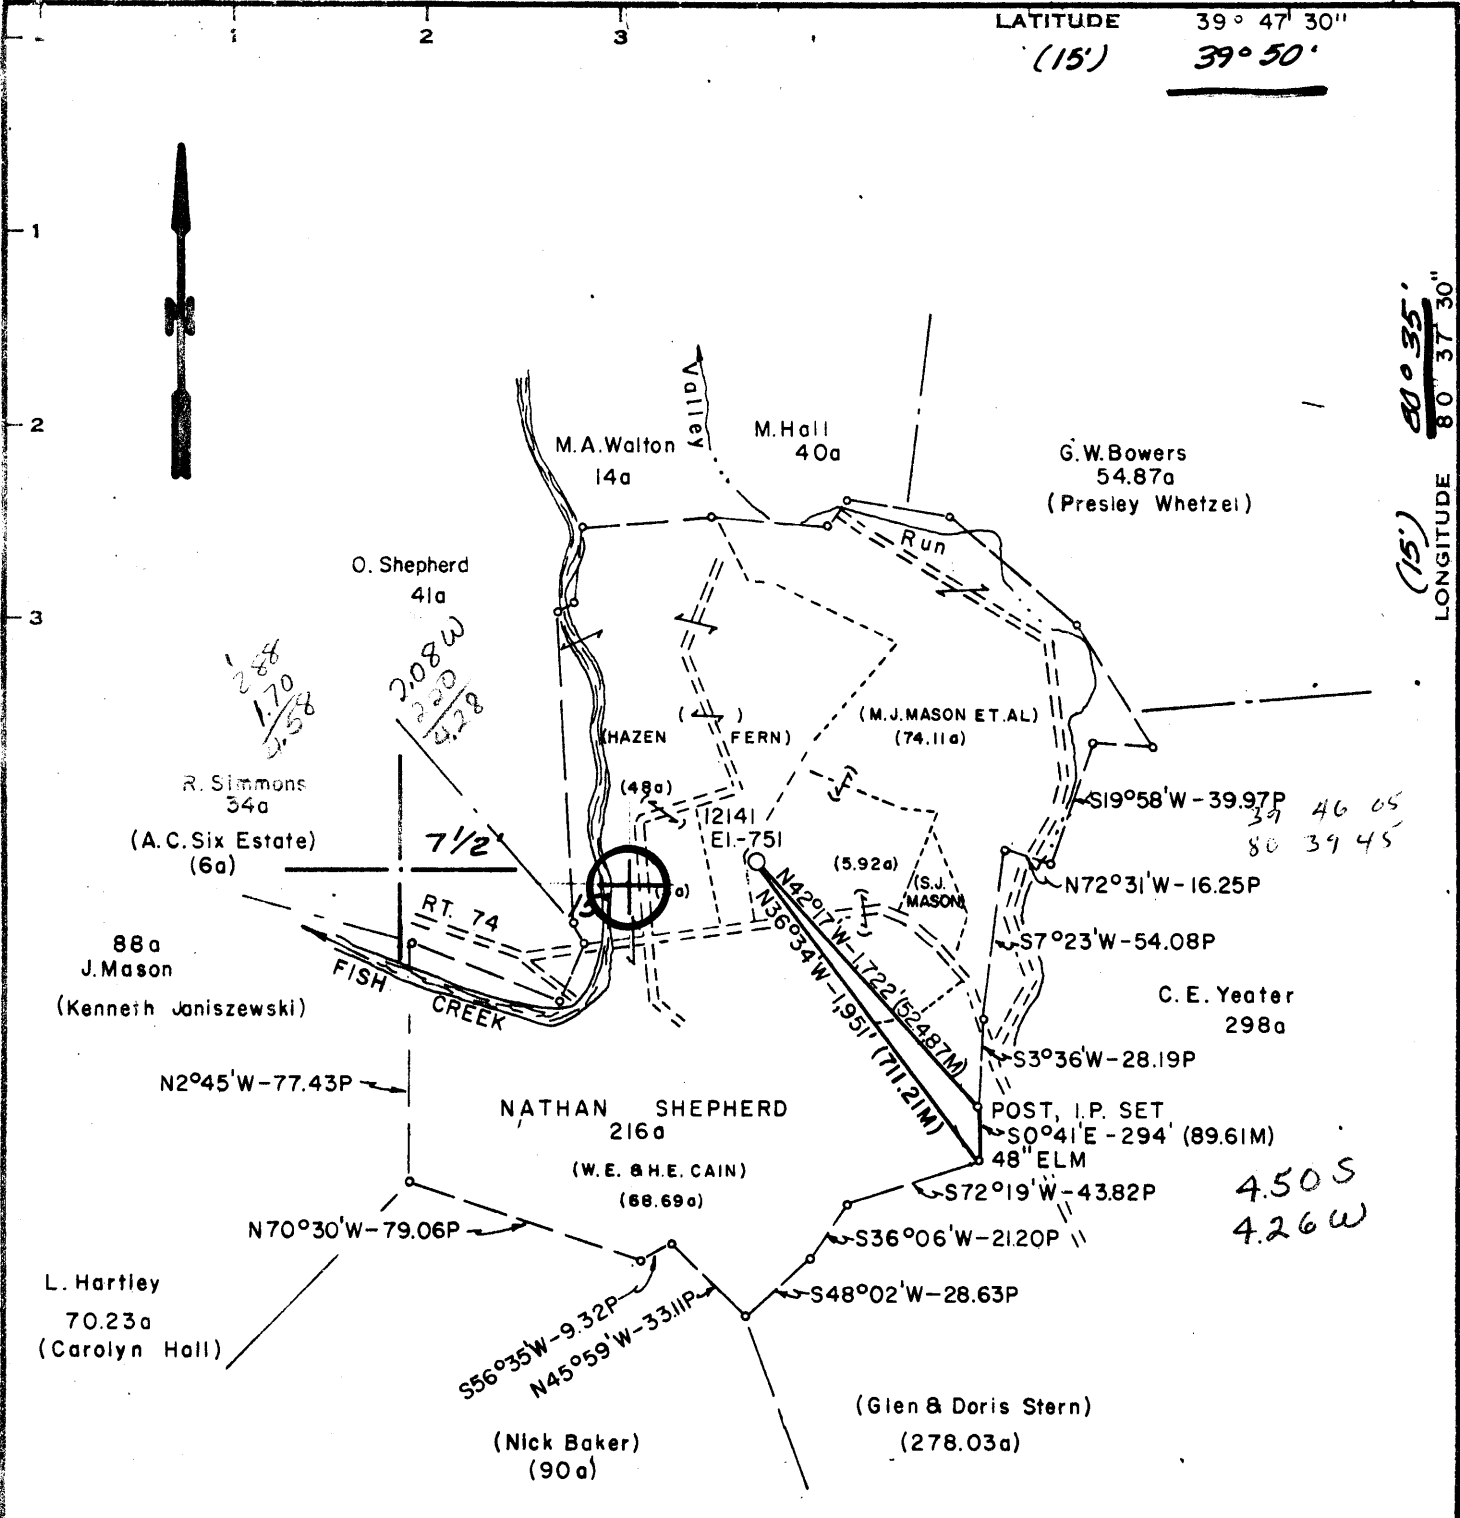 LATITUDE 39° 47' 30"
(15') 39° 50'
1 2 3
1
2
3
N
80° 35'
(15')
LONGITUDE 80° 37' 30"
Valley
M.A. Walton
14a
M. Hall
40a
G.W. Bowers
54.87a
(Presley Whetzel)
Run
O. Shepherd
41a
2.08 W
2.20
4.28
2.88
1.70
R. Simmons
34a
(A.C. Six Estate)
(6a)
7 1/2'
(HAZEN FERN)
(48a)
(M.J. MASON ET. AL)
(74.11a)
12141
El.-751
(5.92a)
(S.J. MASON)
S19°58'W-39.97P
39 46 05
80 39 45
N72°31'W-16.25P
S7°23'W-54.08P
RT. 74
15'
88a
J. Mason
(Kenneth Janiszewski)
FISH CREEK
N42°17'W-1,722' (524.87M)
N36°34'W-1,951' (711.21M)
C.E. Yeater
298a
S3°36'W-28.19P
N2°45'W-77.43P
NATHAN SHEPHERD
216a
(W.E. & H.E. CAIN)
(68.69a)
POST, I.P. SET
S0°41'E-294' (89.61M)
48" ELM
S72°19'W-43.82P
4.50 S
4.26 W
S36°06'W-21.20P
N70°30'W-79.06P
S48°02'W-28.63P
L. Hartley
70.23a
(Carolyn Hall)
S56°35'W-9.32P
N45°59'W-33.11P
(Glen & Doris Stern)
(278.03a)
(Nick Baker)
(90a)